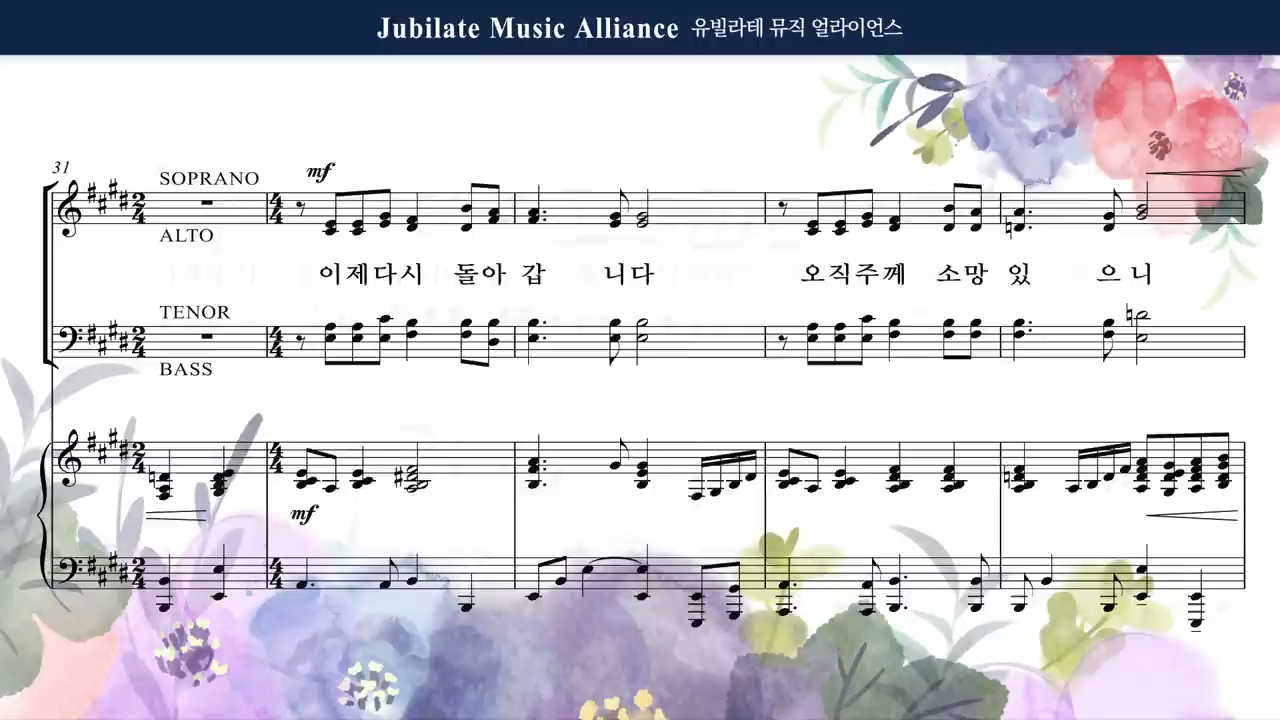 Jubilate Music Alliance 유빌라테 뮤직 얼라이언스
31
SOPRANO
mf
ALTO
이제다시 돌아 갑 니다 오직주께 소망 있 으니
TENOR
BASS
mf